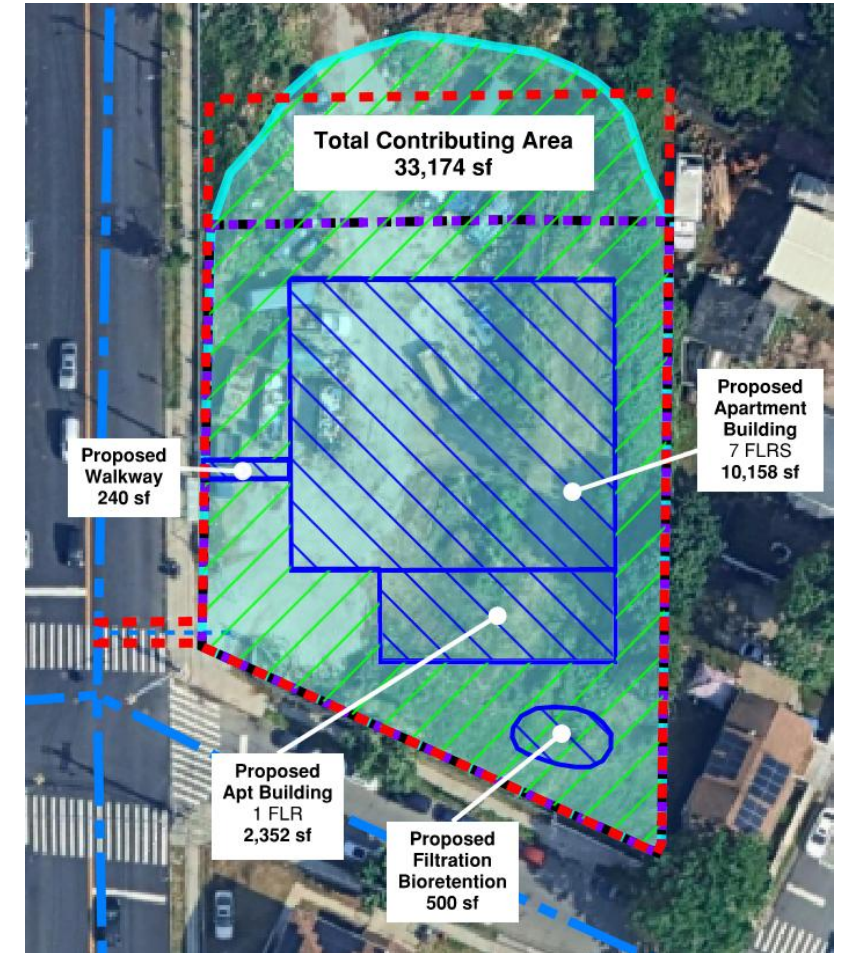 Total Contributing Area
33,174 sf
Proposed
Apartment
Building
7 FLRS
10,158 sf
Proposed
Walkway
240 sf
Proposed
Apt Building
1 FLR
2,352 sf
Proposed
Filtration
Bioretention
500 sf